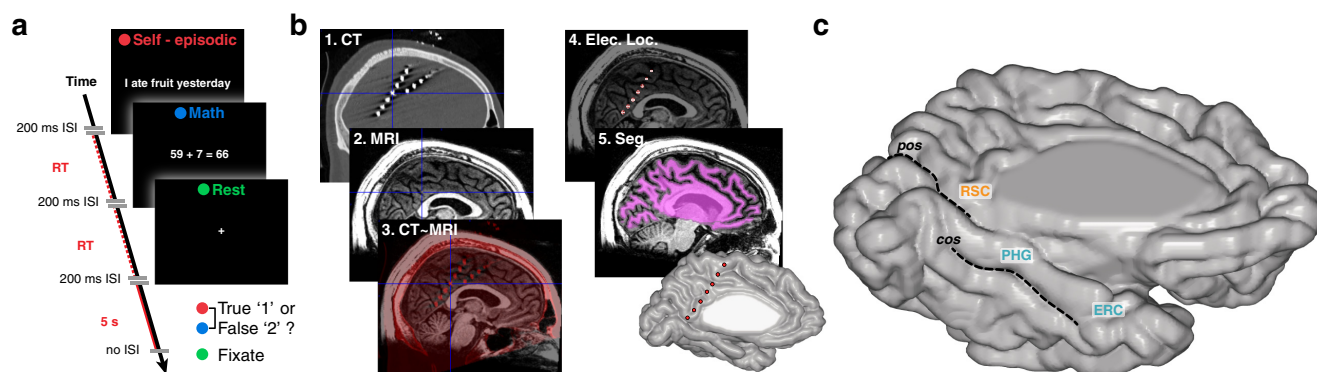 a
Self - episodic
I ate fruit yesterday
Time
200 ms ISI
Math
59 + 7 = 66
RT
200 ms ISI
Rest
+
RT
200 ms ISI
5 s
no ISI
True ‘1’ or
False ‘2’ ?
Fixate
b
1. CT
2. MRI
3. CT~MRI
4. Elec. Loc.
5. Seg.
c
pos
RSC
cos
PHG
ERC